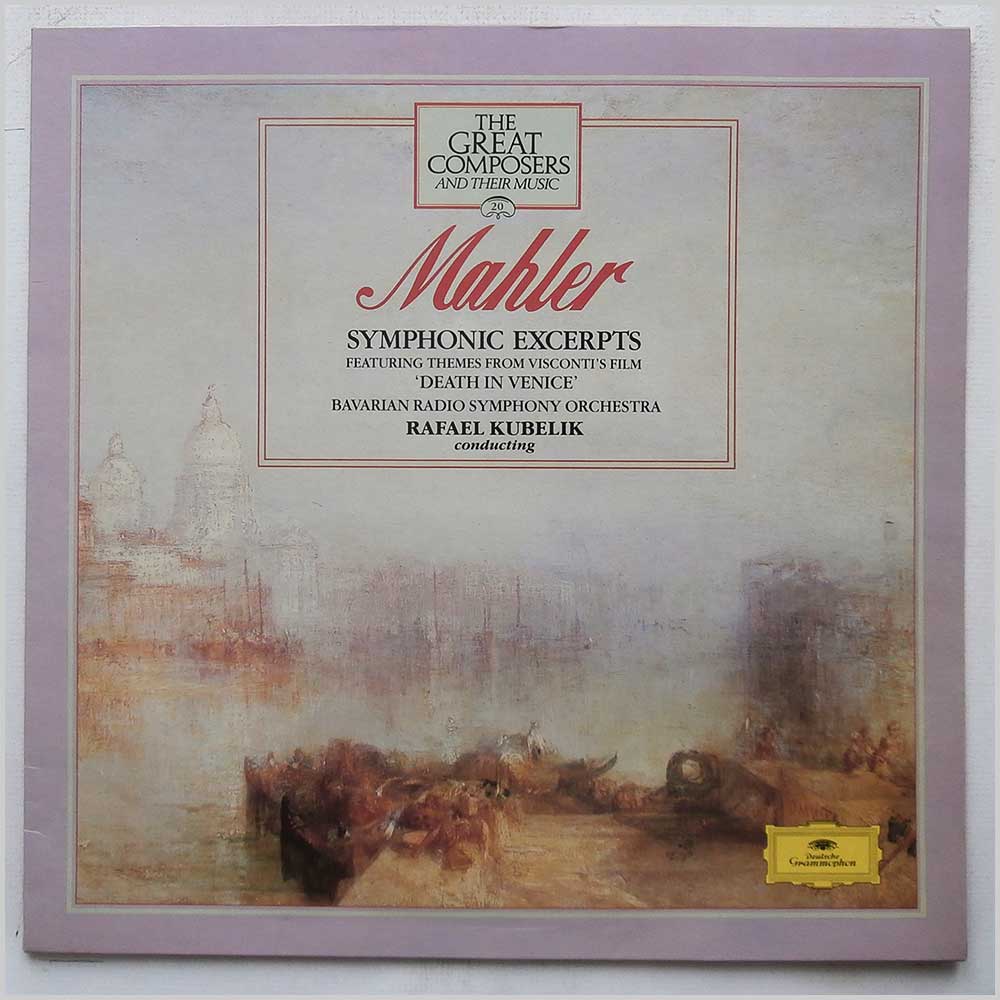 THE
GREAT
COMPOSERS
AND THEIR MUSIC
20
Mahler
SYMPHONIC EXCERPTS
FEATURING THEMES FROM VISCONTI'S FILM
'DEATH IN VENICE'
BAVARIAN RADIO SYMPHONY ORCHESTRA
RAFAEL KUBELIK
conducting
Deutsche
Grammophon